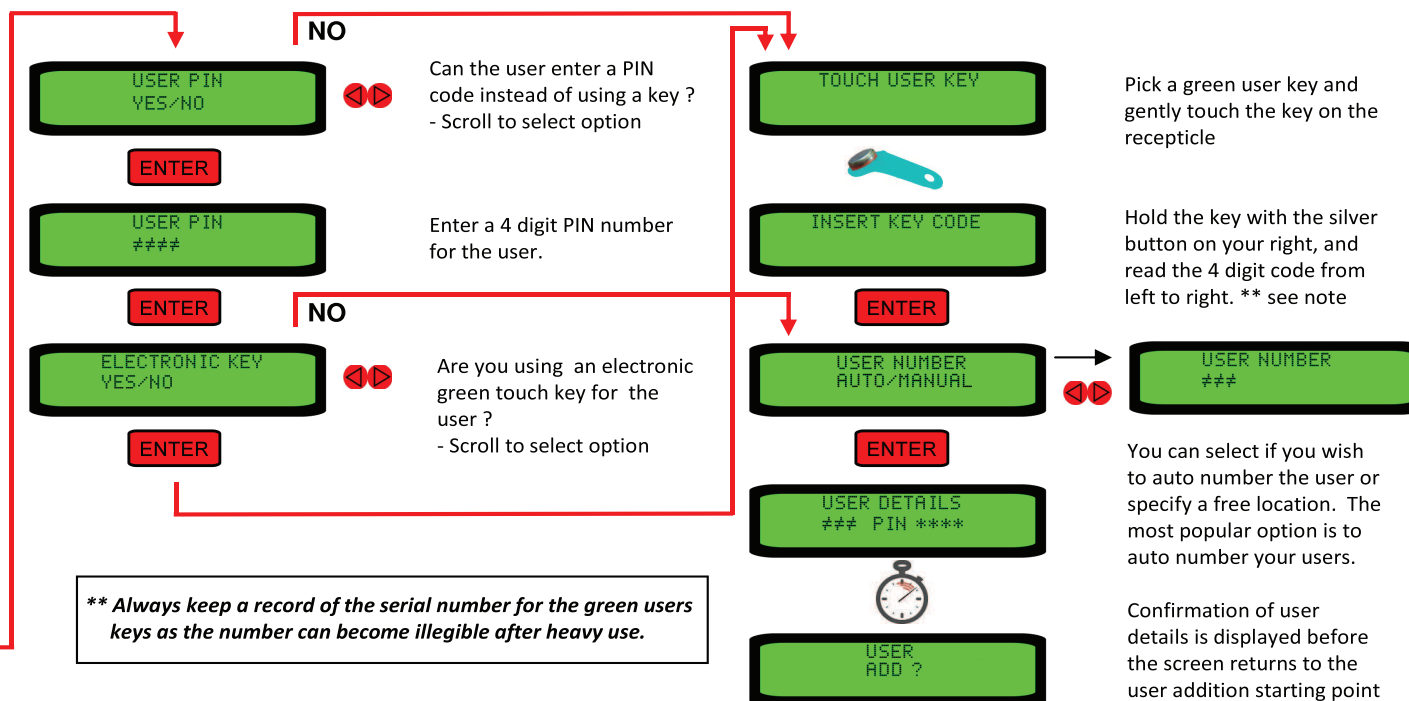 NO
USER PIN
YES/NO
Can the user enter a PIN
code instead of using a key ?
- Scroll to select option
ENTER
USER PIN
≠≠≠≠
Enter a 4 digit PIN number
for the user.
ENTER
NO
ELECTRONIC KEY
YES/NO
Are you using an electronic
green touch key for the
user ?
- Scroll to select option
ENTER
** Always keep a record of the serial number for the green users
keys as the number can become illegible after heavy use.
TOUCH USER KEY
Pick a green user key and
gently touch the key on the
recepticle
INSERT KEY CODE
Hold the key with the silver
button on your right, and
read the 4 digit code from
left to right. ** see note
ENTER
USER NUMBER
AUTO/MANUAL
USER NUMBER
≠≠≠
ENTER
You can select if you wish
to auto number the user or
specify a free location. The
most popular option is to
auto number your users.
USER DETAILS
≠≠≠ PIN ****
Confirmation of user
details is displayed before
the screen returns to the
user addition starting point
USER
ADD ?